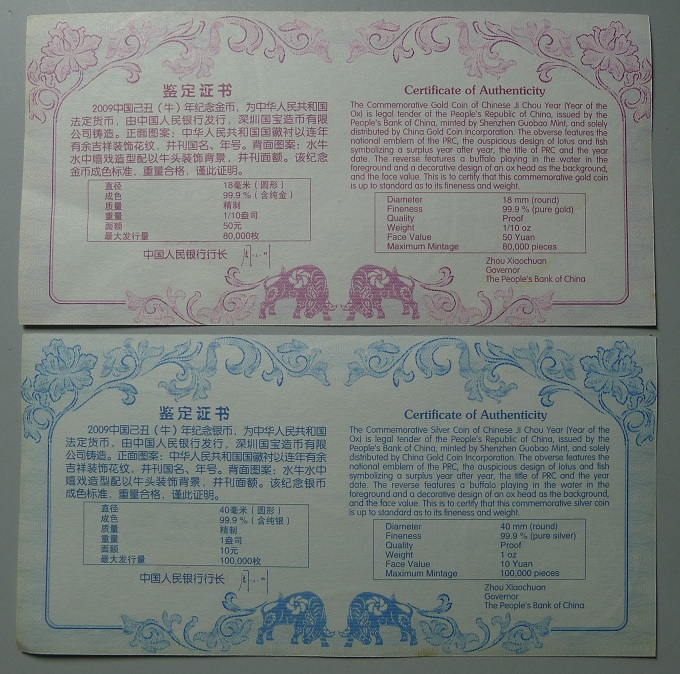 鉴定证书
2009中国己丑（牛）年纪念金币，为中华人民共和国
法定货币，由中国人民银行发行，深圳国宝造币有限
公司铸造。正面图案：中华人民共和国国徽衬以连年
有余吉祥装饰花纹，并刊国名、年号。背面图案：水牛
水中嬉戏造型配以牛头装饰背景，并刊面额。该纪念
金币成色标准，重量合格，谨此证明。
直径 18毫米（圆形）
成色 99.9%（含纯金）
质量 精制
重量 1/10盎司
面额 50元
最大发行量 80,000枚
中国人民银行行长
Certificate of Authenticity
The Commemorative Gold Coin of Chinese Ji Chou Year (Year of the
Ox) is legal tender of the People's Republic of China, issued by the
People's Bank of China, minted by Shenzhen Guobao Mint, and solely
distributed by China Gold Coin Incorporation. The obverse features the
national emblem of the PRC, the auspicious design of lotus and fish
symbolizing a surplus year after year, the title of PRC and the year
date. The reverse features a buffalo playing in the water in the
foreground and a decorative design of an ox head as the background,
and the face value. This is to certify that this commemorative gold coin
is up to standard as to its fineness and weight.
Diameter 18 mm (round)
Fineness 99.9 % (pure gold)
Quality Proof
Weight 1/10 oz
Face Value 50 Yuan
Maximum Mintage 80,000 pieces
Zhou Xiaochuan
Governor
The People's Bank of China
鉴定证书
2009中国己丑（牛）年纪念银币，为中华人民共和国
法定货币，由中国人民银行发行，深圳国宝造币有限
公司铸造。正面图案：中华人民共和国国徽衬以连年有余
吉祥装饰花纹，并刊国名、年号。背面图案：水牛水中
嬉戏造型配以牛头装饰背景，并刊面额。该纪念银币
成色标准，重量合格，谨此证明。
直径 40毫米（圆形）
成色 99.9%（含纯银）
质量 精制
重量 1盎司
面额 10元
最大发行量 100,000枚
中国人民银行行长
Certificate of Authenticity
The Commemorative Silver Coin of Chinese Ji Chou Year (Year of the
Ox) is legal tender of the People's Republic of China, issued by the
People's Bank of China, minted by Shenzhen Guobao Mint, and solely
distributed by China Gold Coin Incorporation. The obverse features the
national emblem of the PRC, the auspicious design of lotus and fish
symbolizing a surplus year after year, the title of PRC and the year
date. The reverse features a buffalo playing in the water in the
foreground and a decorative design of an ox head as the background,
and the face value. This is to certify that this commemorative silver coin
is up to standard as to its fineness and weight.
Diameter 40 mm (round)
Fineness 99.9 % (pure silver)
Quality Proof
Weight 1 oz
Face Value 10 Yuan
Maximum Mintage 100,000 pieces
Zhou Xiaochuan
Governor
The People's Bank of China